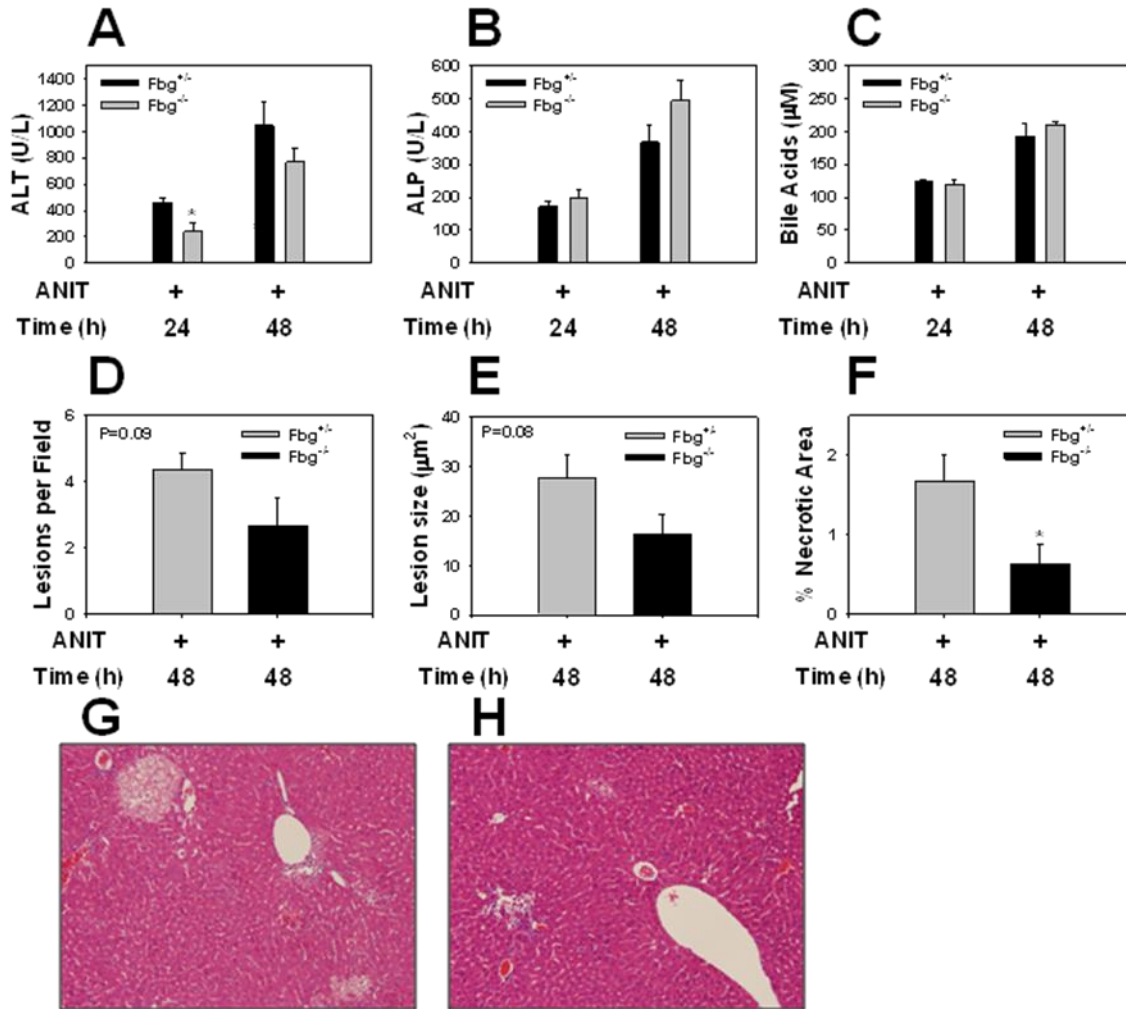 A
Fbg+/-
Fbg-/-
ALT (U/L)
1400
1200
1000
800
600
400
200
0
*
ANIT + +
Time (h) 24 48
B
Fbg+/-
Fbg-/-
ALP (U/L)
600
500
400
300
200
100
0
ANIT + +
Time (h) 24 48
C
Fbg+/-
Fbg-/-
Bile Acids (µM)
300
250
200
150
100
50
0
ANIT + +
Time (h) 24 48
D
P=0.09
Fbg+/-
Fbg-/-
Lesions per Field
6
4
2
0
ANIT + +
Time (h) 48 48
E
P=0.08
Fbg+/-
Fbg-/-
Lesion size (µm²)
40
30
20
10
0
ANIT + +
Time (h) 48 48
F
Fbg+/-
Fbg-/-
% Necrotic Area
2
1
0
*
ANIT + +
Time (h) 48 48
G
H